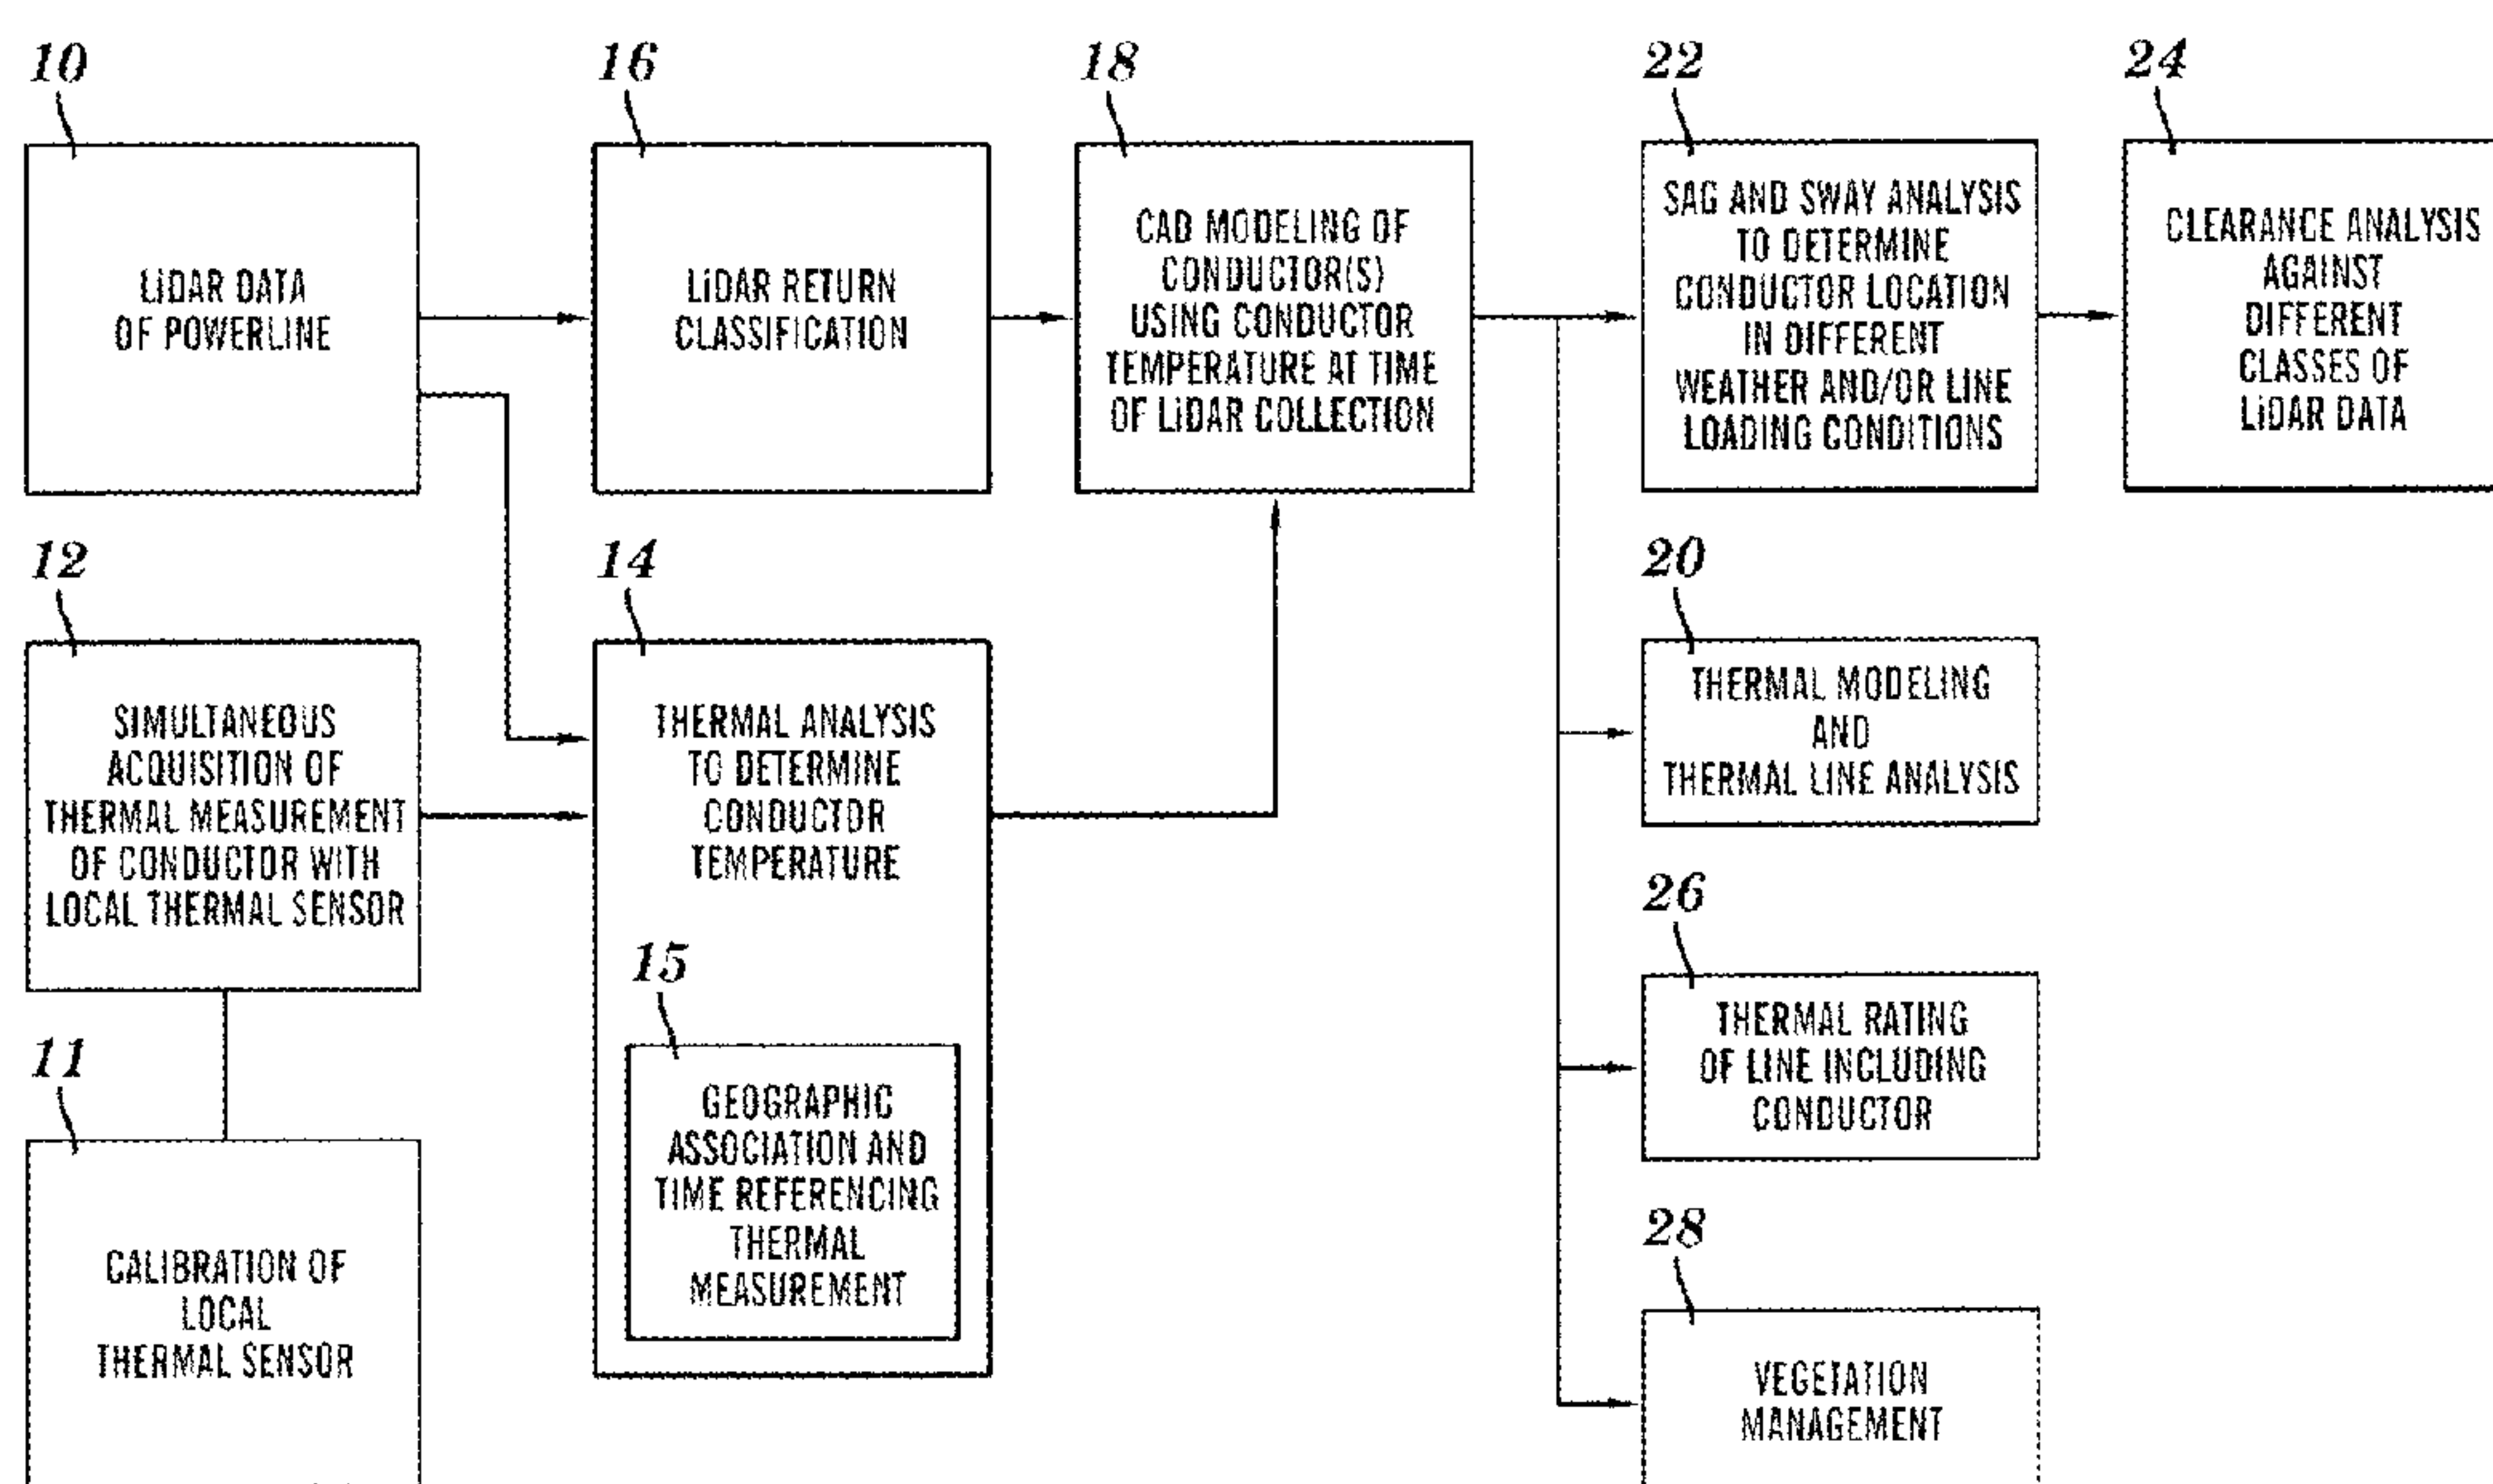 10
LiDAR DATA
OF POWERLINE
16
LiDAR RETURN
CLASSIFICATION
18
CAD MODELING OF
CONDUCTOR(S)
USING CONDUCTOR
TEMPERATURE AT TIME
OF LiDAR COLLECTION
22
SAG AND SWAY ANALYSIS
TO DETERMINE
CONDUCTOR LOCATION
IN DIFFERENT
WEATHER AND/OR LINE
LOADING CONDITIONS
24
CLEARANCE ANALYSIS
AGAINST
DIFFERENT
CLASSES OF
LiDAR DATA
12
SIMULTANEOUS
ACQUISITION OF
THERMAL MEASUREMENT
OF CONDUCTOR WITH
LOCAL THERMAL SENSOR
14
THERMAL ANALYSIS
TO DETERMINE
CONDUCTOR
TEMPERATURE
15
GEOGRAPHIC
ASSOCIATION AND
TIME REFERENCING
THERMAL
MEASUREMENT
20
THERMAL MODELING
AND
THERMAL LINE ANALYSIS
26
THERMAL RATING
OF LINE INCLUDING
CONDUCTOR
11
CALIBRATION OF
LOCAL
THERMAL SENSOR
28
VEGETATION
MANAGEMENT